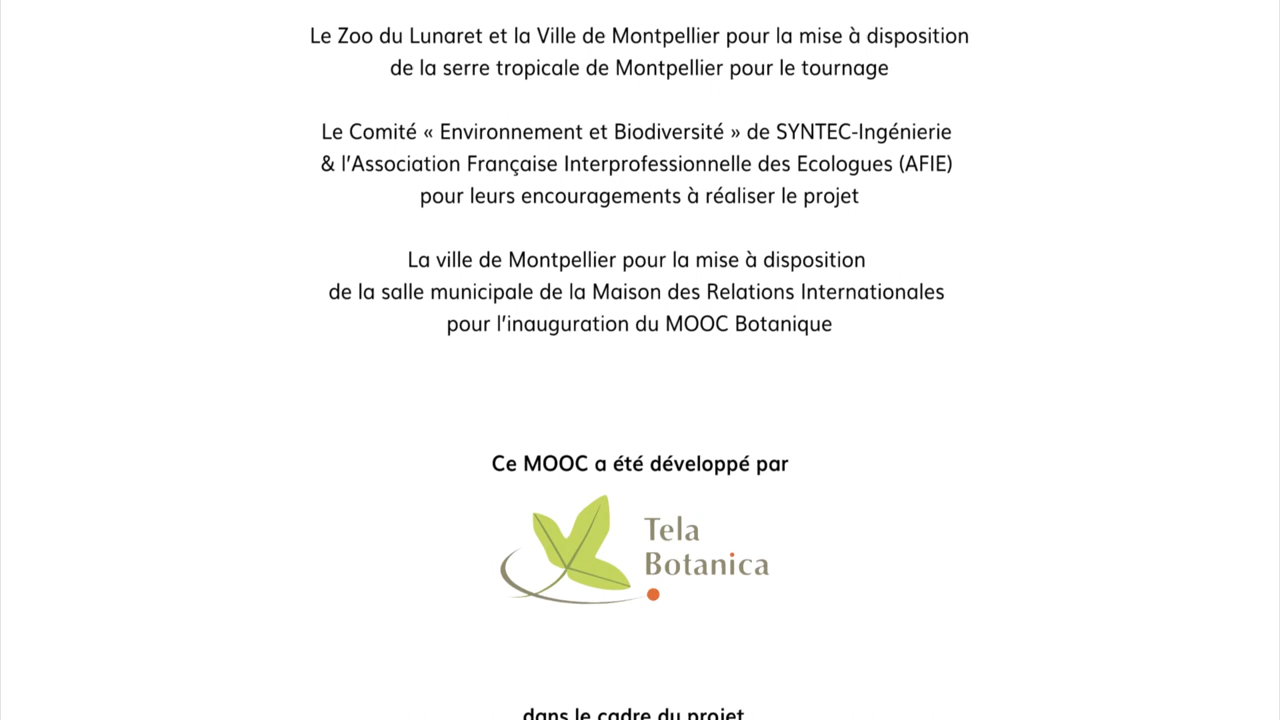 Le Zoo du Lunaret et la Ville de Montpellier pour la mise à disposition
de la serre tropicale de Montpellier pour le tournage
Le Comité « Environnement et Biodiversité » de SYNTEC-Ingénierie
& l'Association Française Interprofessionnelle des Ecologues (AFIE)
pour leurs encouragements à réaliser le projet
La ville de Montpellier pour la mise à disposition
de la salle municipale de la Maison des Relations Internationales
pour l'inauguration du MOOC Botanique
Ce MOOC a été développé par
Tela
Botanica
dans le cadre du projet